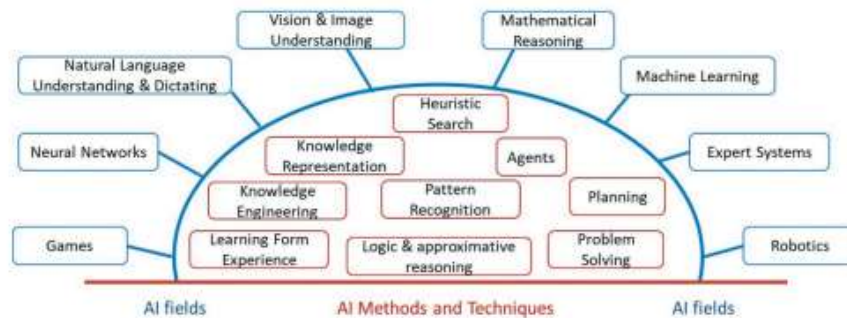 Vision & Image
Understanding
Mathematical
Reasoning
Natural Language
Understanding & Dictating
Machine Learning
Heuristic
Search
Neural Networks
Knowledge
Representation
Agents
Expert Systems
Knowledge
Engineering
Pattern
Recognition
Planning
Games
Learning Form
Experience
Logic & approximative
reasoning
Problem
Solving
Robotics
AI fields
AI Methods and Techniques
AI fields